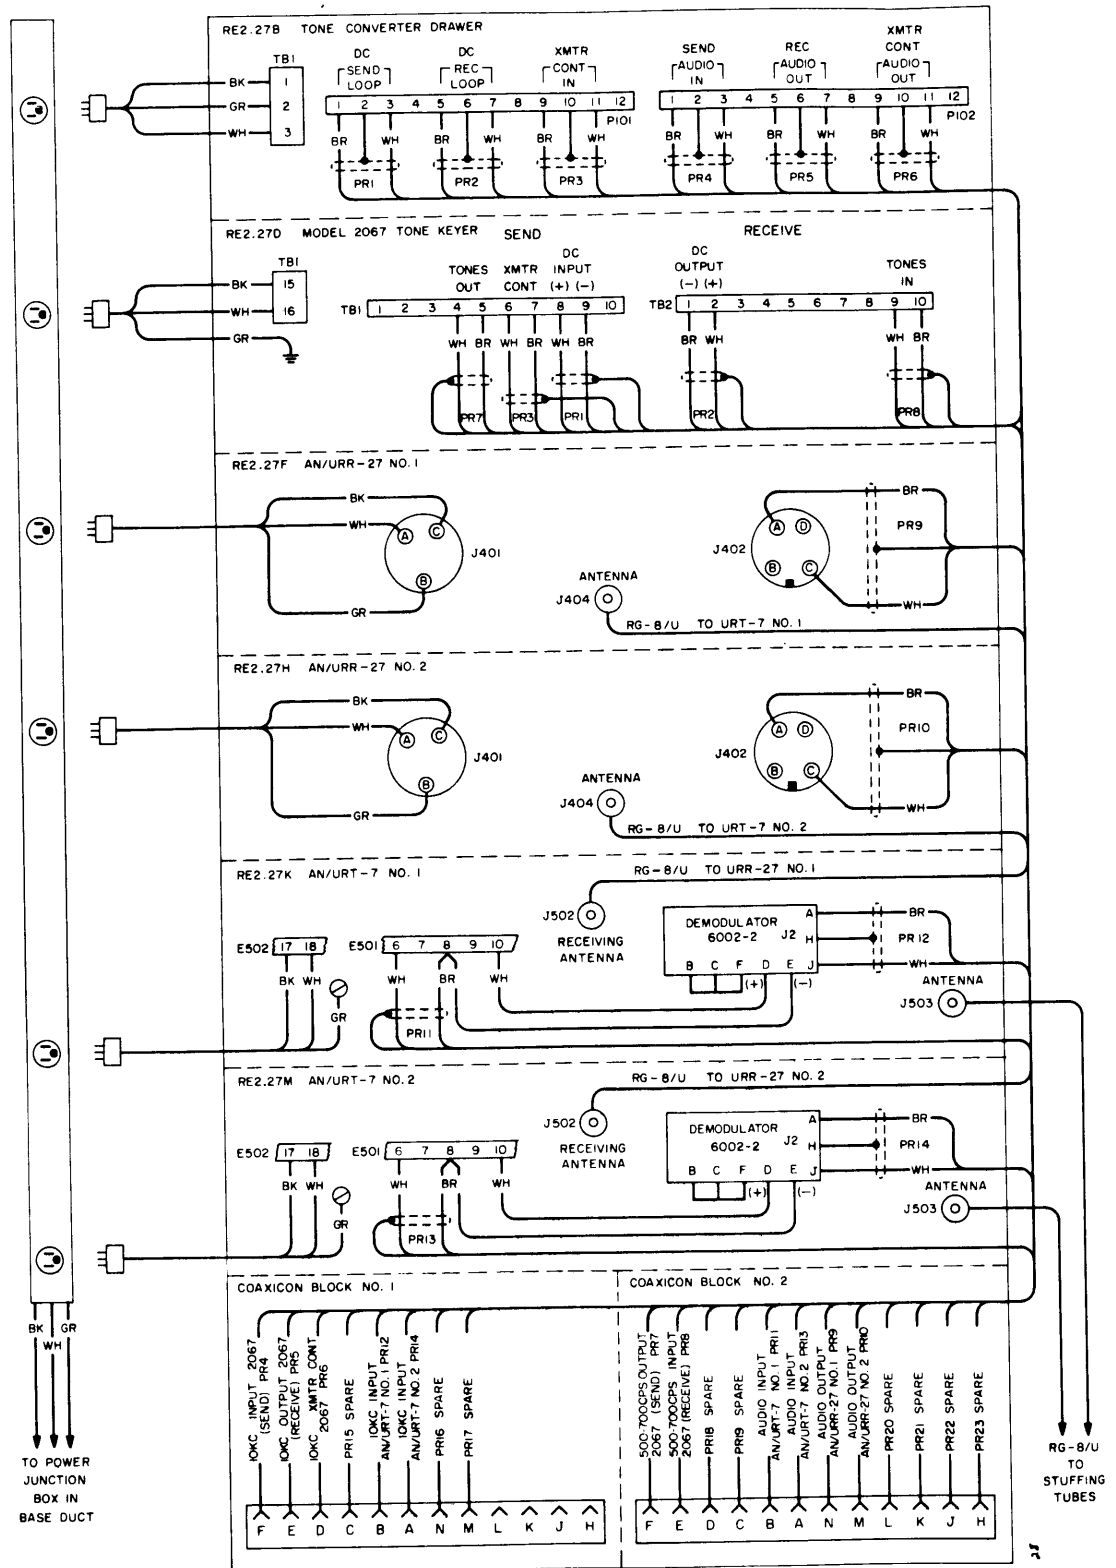 RE2.27B TONE CONVERTER DRAWER
TB1
BK 1
GR 2
WH 3
DC SEND LOOP
DC REC LOOP
XMTR CONT IN
SEND AUDIO IN
REC AUDIO OUT
XMTR CONT AUDIO OUT
1 2 3 4 5 6 7 8 9 10 11 12
P101
1 2 3 4 5 6 7 8 9 10 11 12
P102
BR WH BR WH BR WH BR WH BR WH BR WH
PR1 PR2 PR3 PR4 PR5 PR6
RE2.27D MODEL 2067 TONE KEYER SEND RECEIVE
TB1
BK 15
WH 16
GR
TONES OUT
XMTR CONT
DC INPUT (+) (-)
DC OUTPUT (-) (+)
TONES IN
TB1 1 2 3 4 5 6 7 8 9 10
TB2 1 2 3 4 5 6 7 8 9 10
WH BR WH BR WH BR BR WH WH BR
PR7 PR3 PR1 PR2 PR8
RE2.27F AN/URR-27 NO. 1
BK
WH
GR
A C B
J401
ANTENNA
J404
RG-8/U TO URT-7 NO. 1
J402
A D B C
BR
PR9
WH
RE2.27H AN/URR-27 NO. 2
BK
WH
GR
A C B
J401
ANTENNA
J404
RG-8/U TO URT-7 NO. 2
J402
A D B C
BR
PR10
WH
RE2.27K AN/URT-7 NO. 1
RG-8/U TO URR-27 NO. 1
J502
RECEIVING ANTENNA
E502 17 18
BK WH
GR
E501 6 7 8 9 10
WH BR WH
PR11
DEMODULATOR
6002-2 J2
A H J
B C F D E
(+) (-)
BR
PR12
WH
ANTENNA
J503
RE2.27M AN/URT-7 NO. 2
RG-8/U TO URR-27 NO. 2
J502
RECEIVING ANTENNA
E502 17 18
BK WH
GR
E501 6 7 8 9 10
WH BR WH
PR13
DEMODULATOR
6002-2 J2
A H J
B C F D E
(+) (-)
BR
PR14
WH
ANTENNA
J503
COAXICON BLOCK NO. 1
10KC INPUT 2067 (SEND) PR4
10KC OUTPUT 2067 (RECEIVE) PR5
10KC XMTR CONT 2067 PR6
PR15 SPARE
10KC INPUT AN/URT-7 NO. 1 PR12
10KC INPUT AN/URT-7 NO. 2 PR14
PR16 SPARE
PR17 SPARE
F E D C B A N M L K J H
COAXICON BLOCK NO. 2
500-700CPS OUTPUT 2067 (SEND) PR7
500-700CPS INPUT 2067 (RECEIVE) PR8
PR18 SPARE
PR19 SPARE
AUDIO INPUT AN/URT-7 NO. 1 PR11
AUDIO INPUT AN/URT-7 NO. 2 PR13
AUDIO OUTPUT AN/URR-27 NO. 1 PR9
AUDIO OUTPUT AN/URR-27 NO. 2 PR10
PR20 SPARE
PR21 SPARE
PR22 SPARE
PR23 SPARE
F E D C B A N M L K J H
BK WH GR
TO POWER
JUNCTION
BOX IN
BASE DUCT
RG-8/U
TO
STUFFING
TUBES